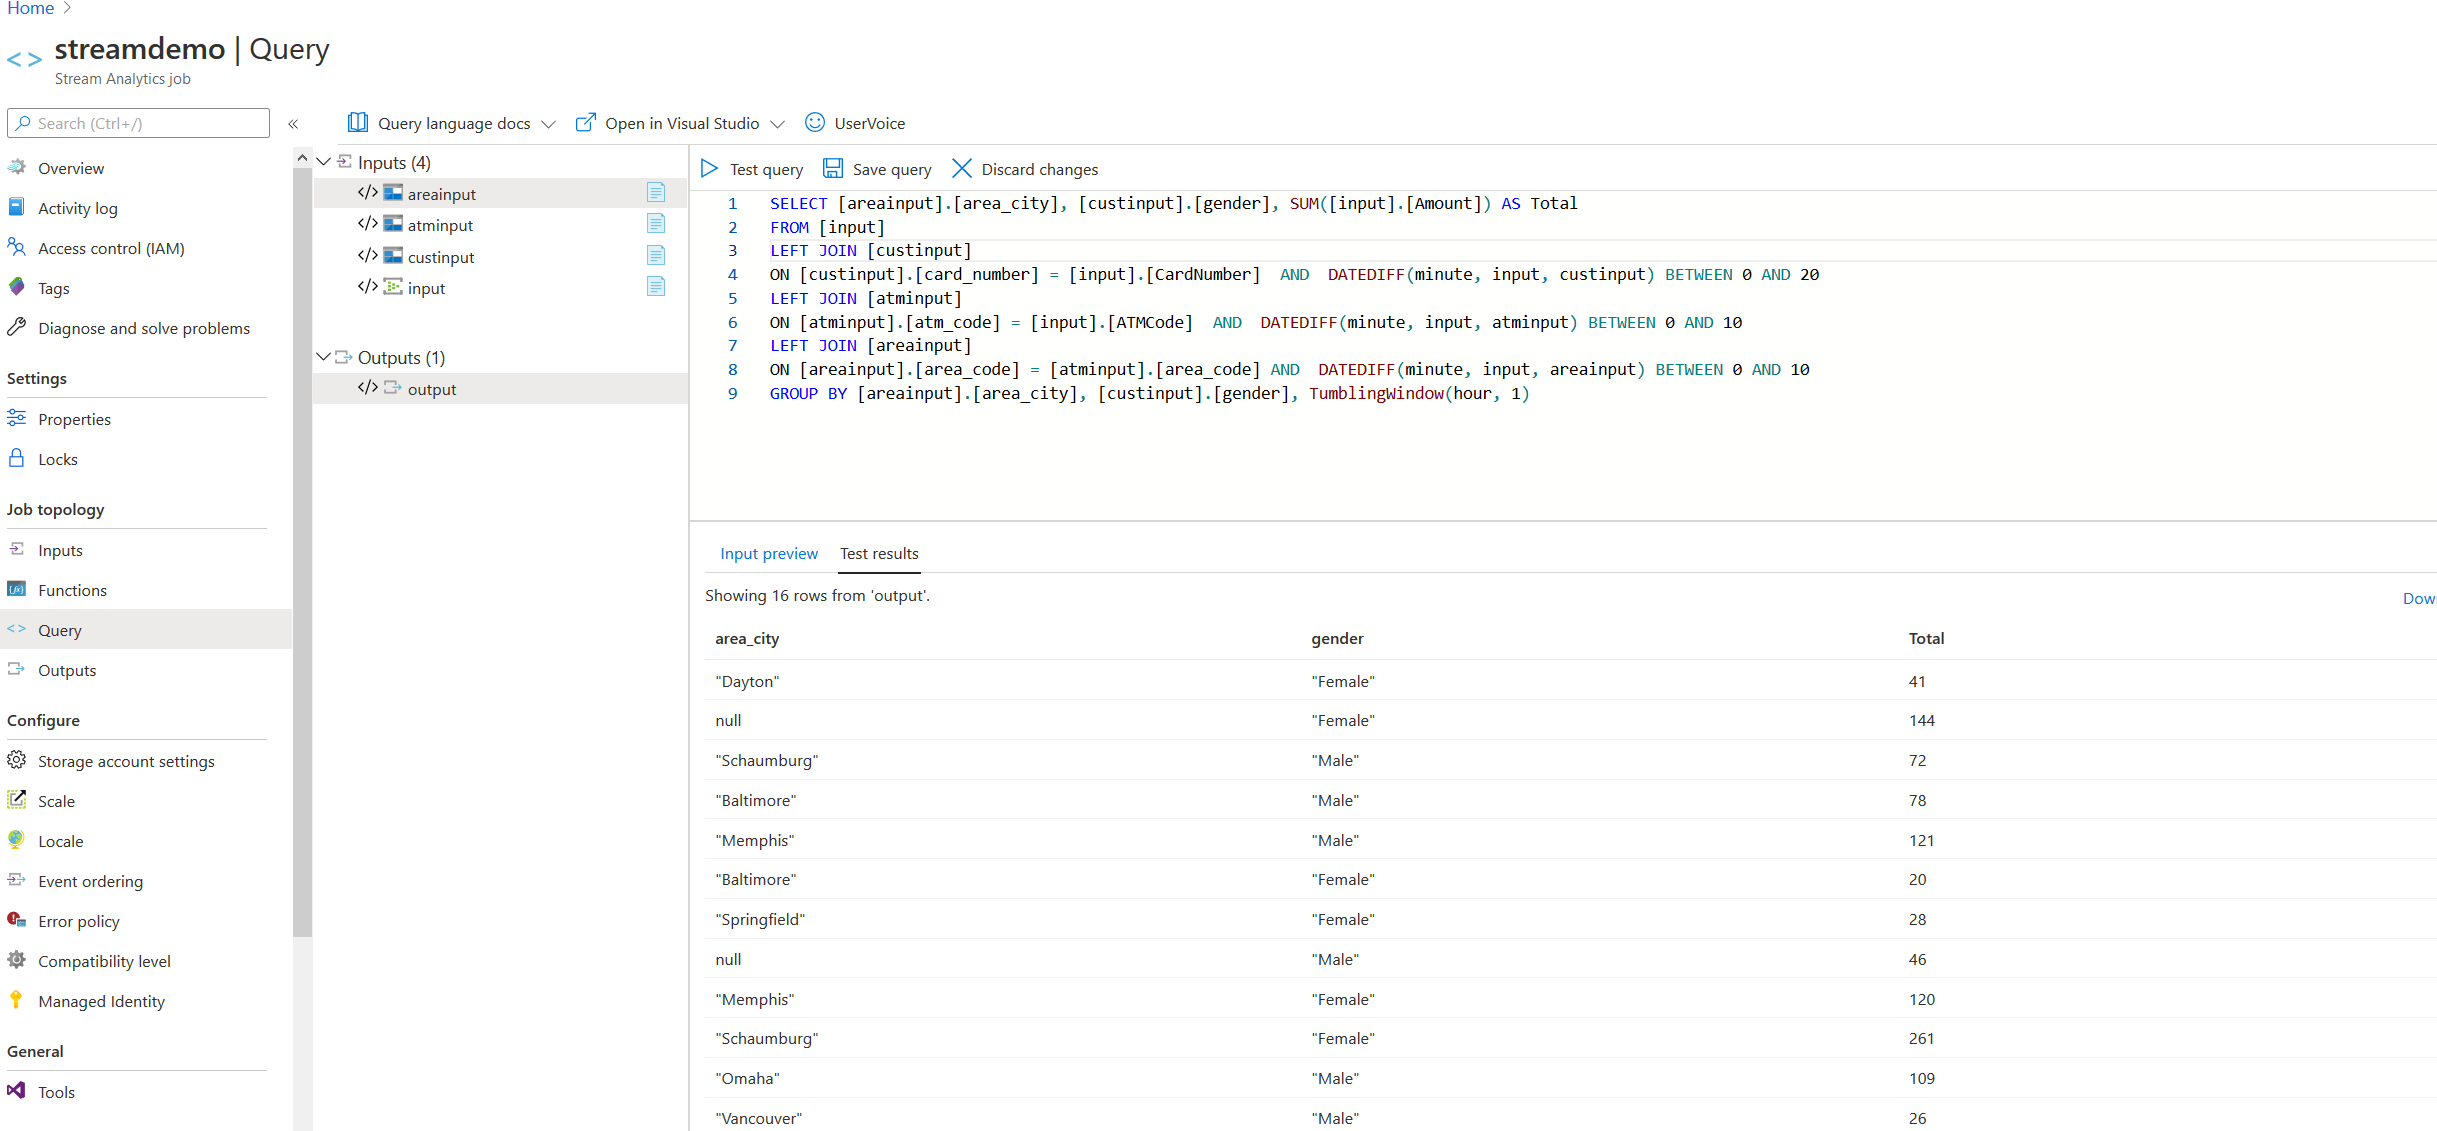 Home
streamdemo | Query
Stream Analytics job
Search (Ctrl+/)
Overview
Activity log
Access control (IAM)
Tags
Diagnose and solve problems
Settings
Properties
Locks
Job topology
Inputs
Functions
Query
Outputs
Configure
Storage account settings
Scale
Locale
Event ordering
Error policy
Compatibility level
Managed Identity
General
Tools
Query language docs
Open in Visual Studio
UserVoice
Inputs (4)
areainput
atminput
custinput
input
Outputs (1)
output
Test query
Save query
Discard changes
1 SELECT [areainput].[area_city], [custinput].[gender], SUM([input].[Amount]) AS Total
2 FROM [input]
3 LEFT JOIN [custinput]
4 ON [custinput].[card_number] = [input].[CardNumber]  AND  DATEDIFF(minute, input, custinput) BETWEEN 0 AND 20
5 LEFT JOIN [atminput]
6 ON [atminput].[atm_code] = [input].[ATMCode]  AND  DATEDIFF(minute, input, atminput) BETWEEN 0 AND 10
7 LEFT JOIN [areainput]
8 ON [areainput].[area_code] = [atminput].[area_code] AND  DATEDIFF(minute, input, areainput) BETWEEN 0 AND 10
9 GROUP BY [areainput].[area_city], [custinput].[gender], TumblingWindow(hour, 1)
Input preview
Test results
Showing 16 rows from 'output'.
Dow
area_city gender Total
"Dayton" "Female" 41
null "Female" 144
"Schaumburg" "Male" 72
"Baltimore" "Male" 78
"Memphis" "Male" 121
"Baltimore" "Female" 20
"Springfield" "Female" 28
null "Male" 46
"Memphis" "Female" 120
"Schaumburg" "Female" 261
"Omaha" "Male" 109
"Vancouver" "Male" 26